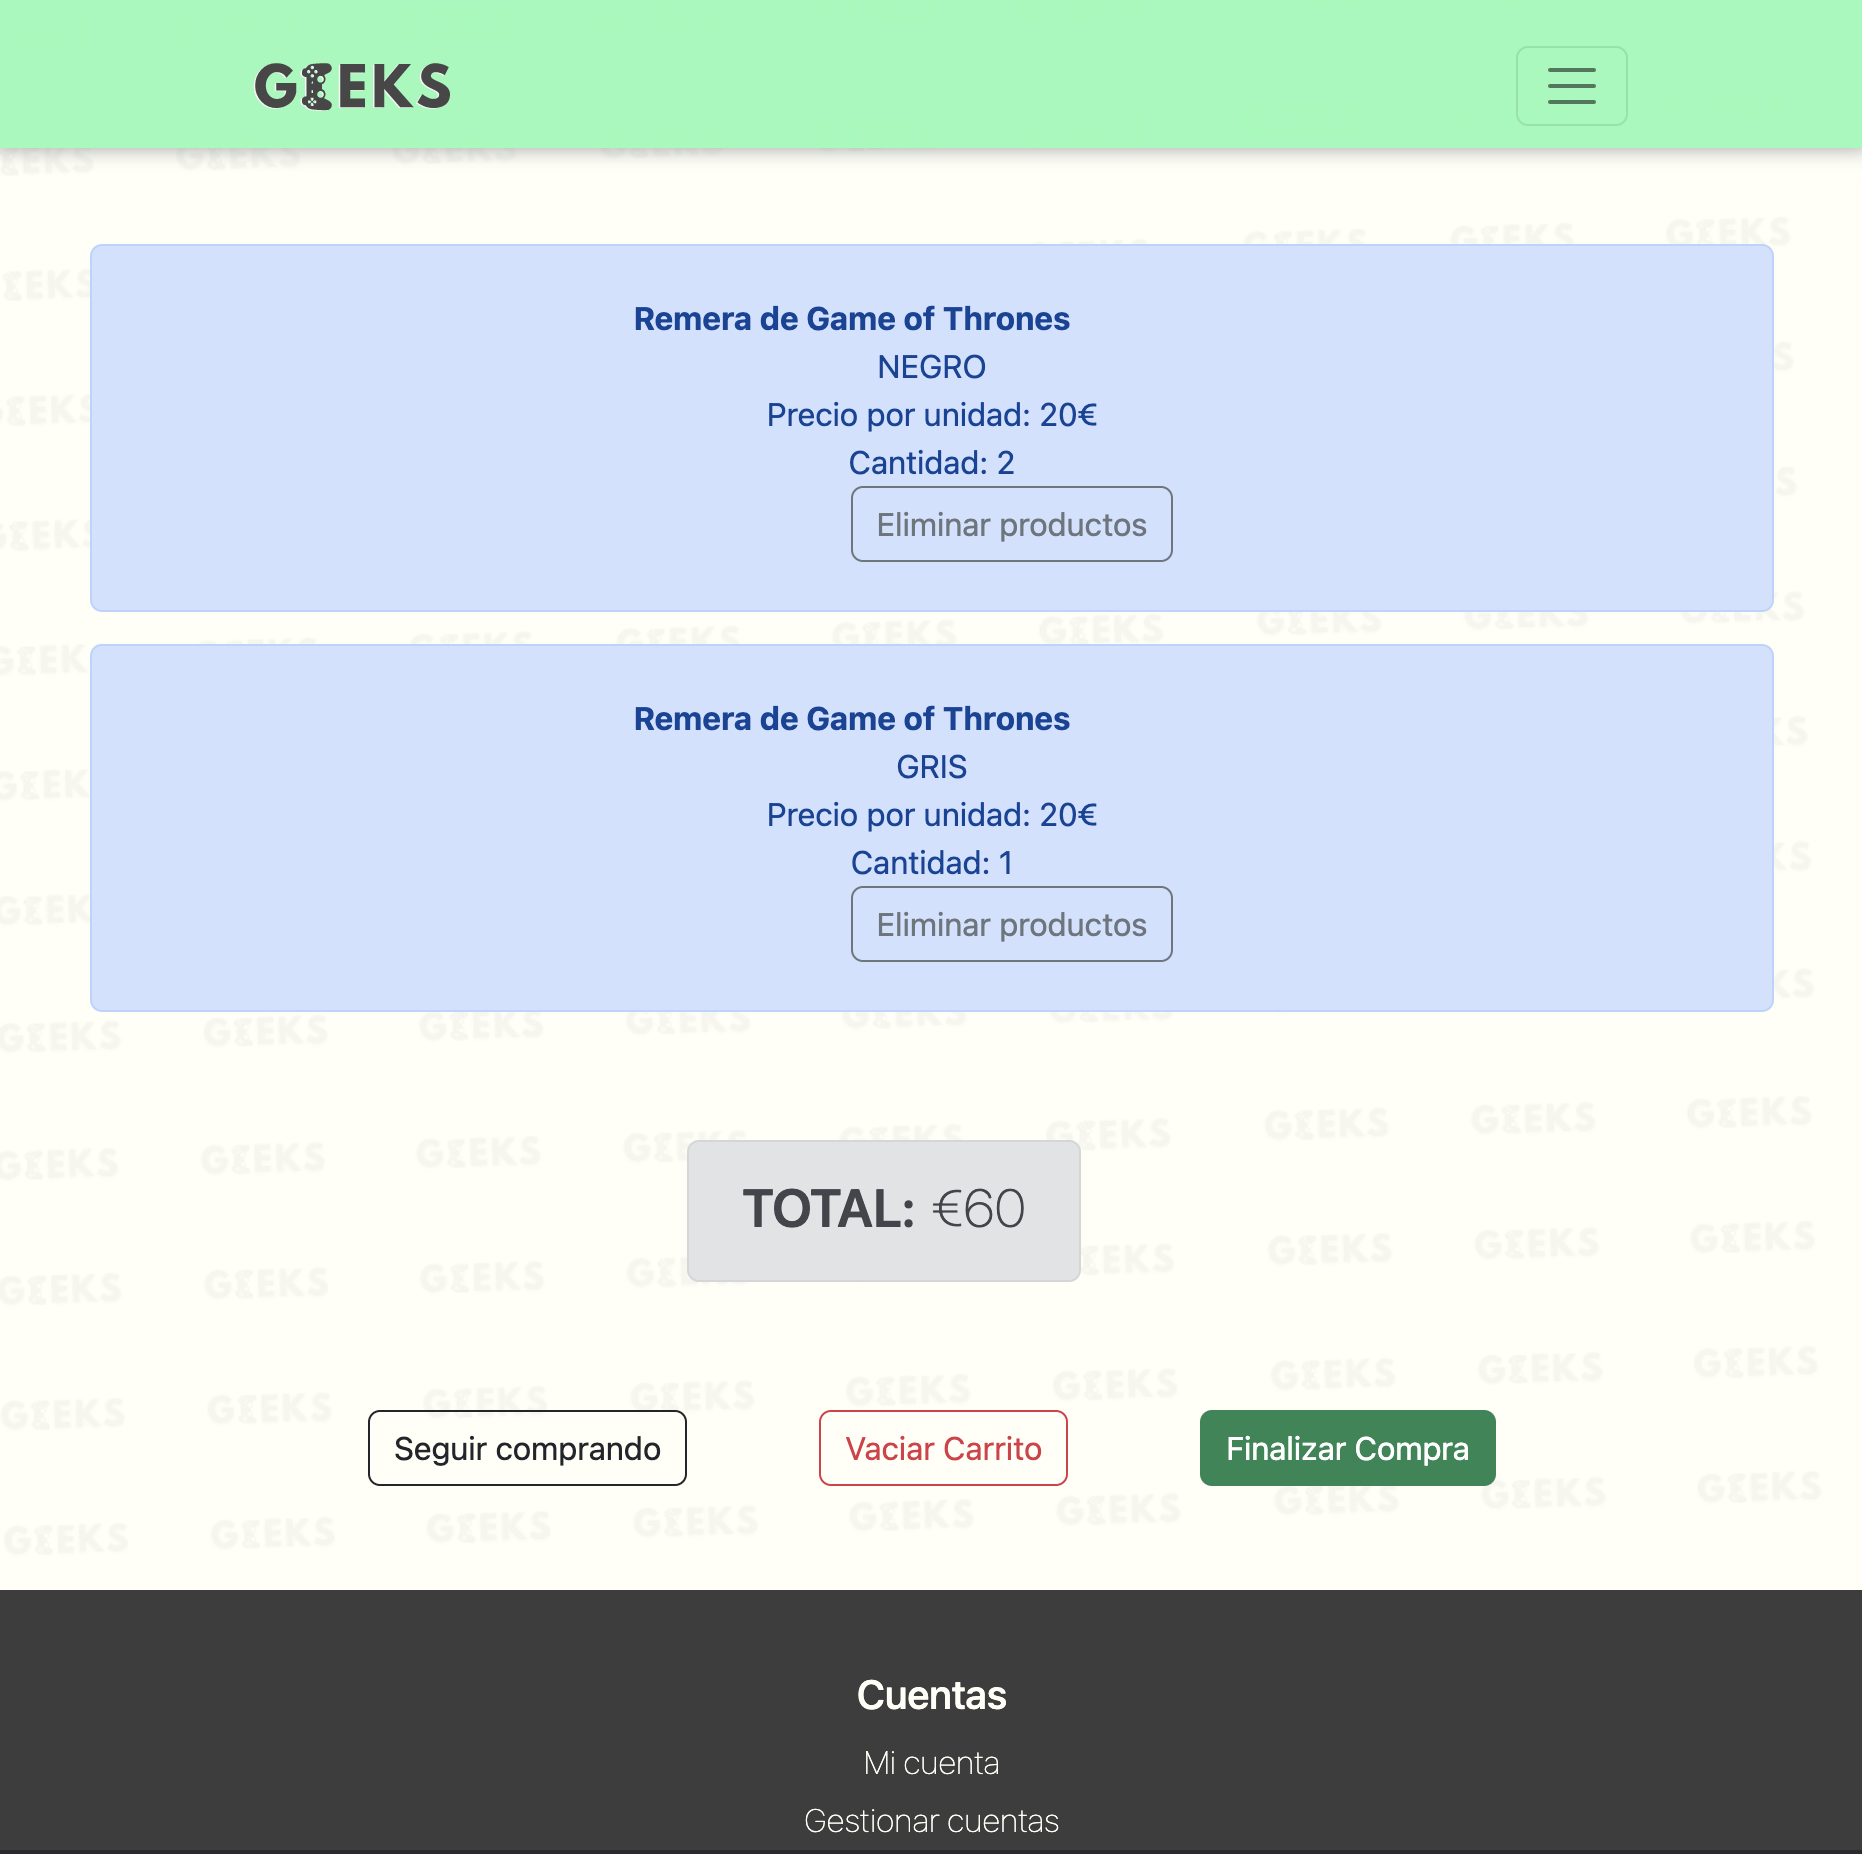 GEEKS
Remera de Game of Thrones
NEGRO
Precio por unidad: 20€
Cantidad: 2
Eliminar productos
Remera de Game of Thrones
GRIS
Precio por unidad: 20€
Cantidad: 1
Eliminar productos
TOTAL: €60
Seguir comprando
Vaciar Carrito
Finalizar Compra
Cuentas
Mi cuenta
Gestionar cuentas